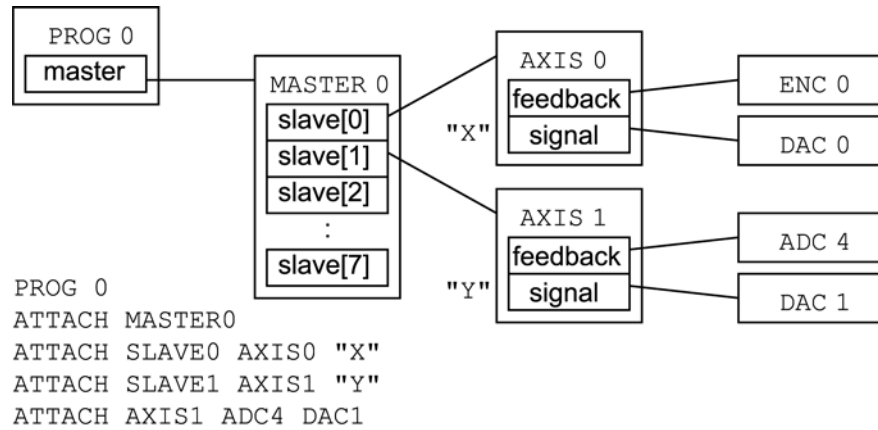 PROG 0
master
MASTER 0
slave[0]
slave[1]
slave[2]
:
slave[7]
"X"
AXIS 0
feedback
signal
ENC 0
DAC 0
"Y"
AXIS 1
feedback
signal
ADC 4
DAC 1
PROG 0
ATTACH MASTER0
ATTACH SLAVE0 AXIS0 "X"
ATTACH SLAVE1 AXIS1 "Y"
ATTACH AXIS1 ADC4 DAC1